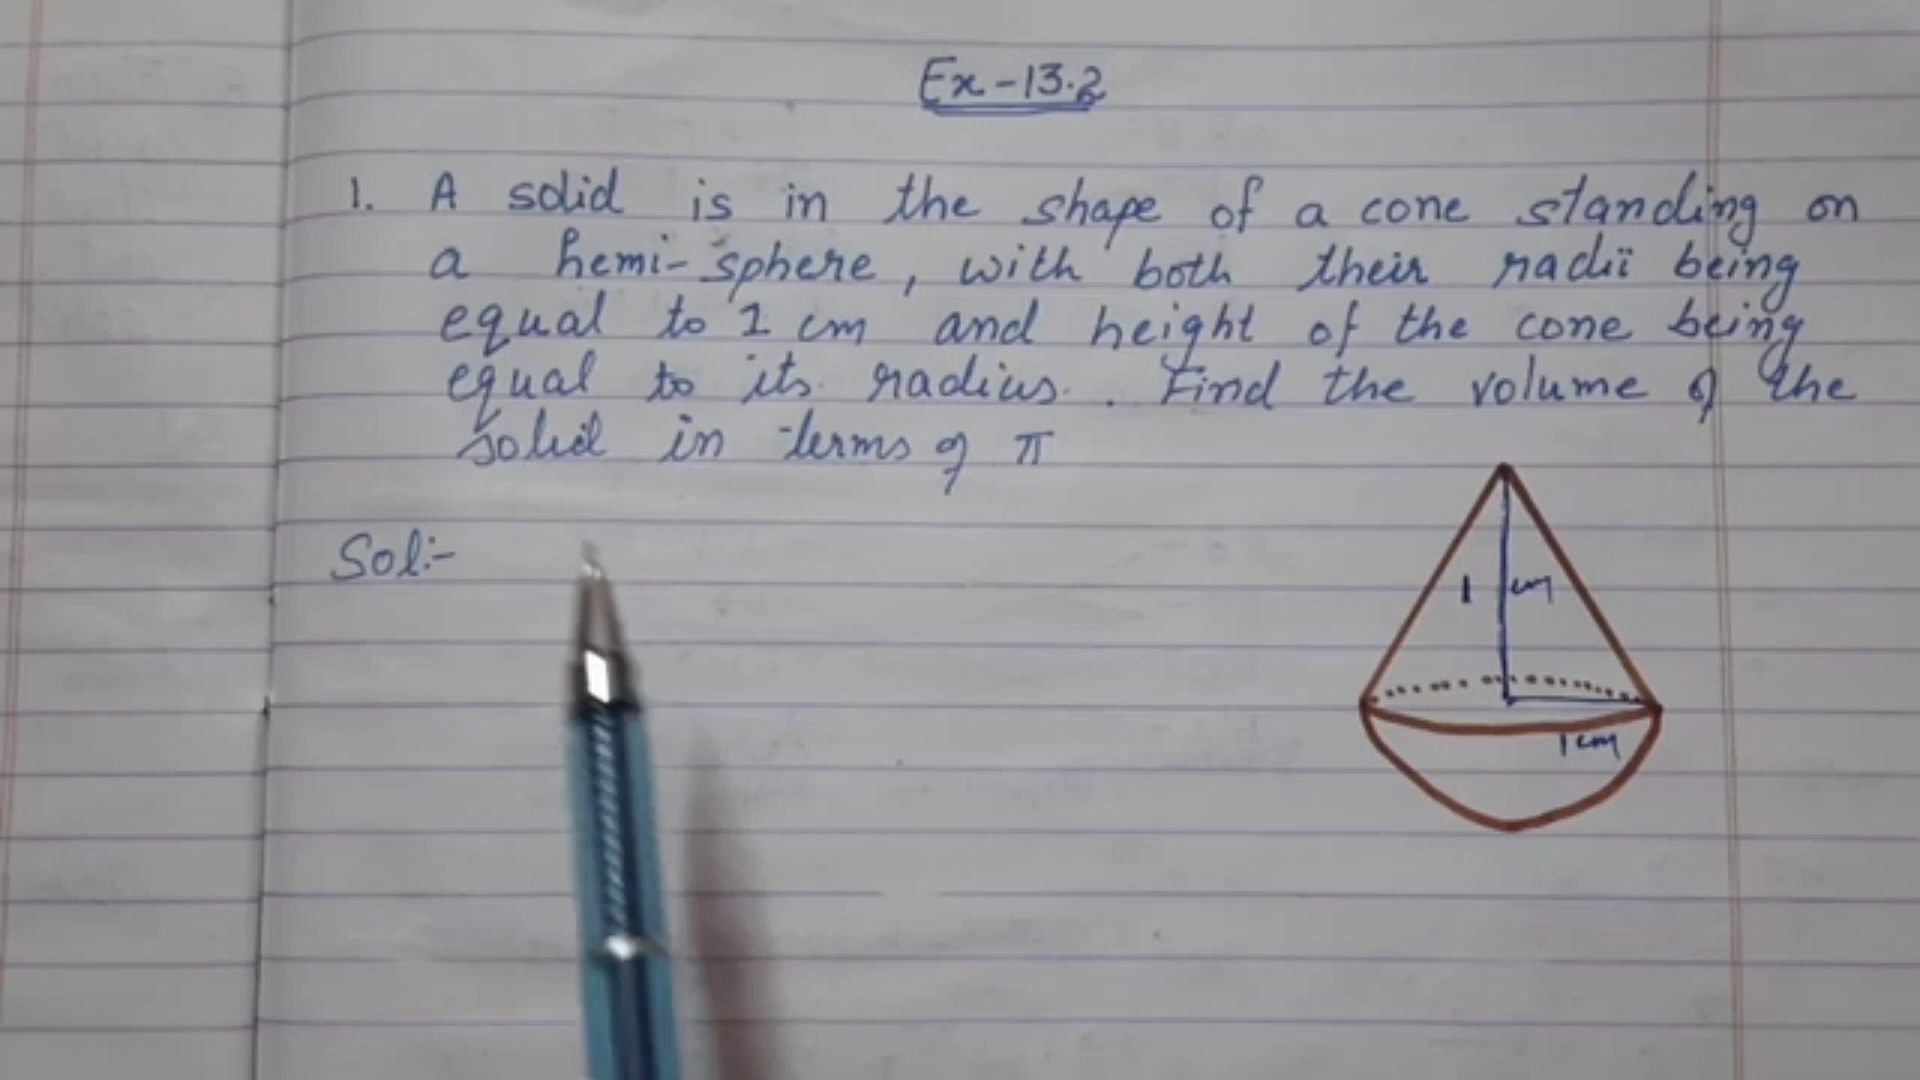 Ex-13.2
1. A solid is in the shape of a cone standing on
a hemi-sphere, with both their radii being
equal to 1 cm and height of the cone being
equal to its radius. Find the volume of the
solid in terms of π
Sol:-
1 cm
1 cm